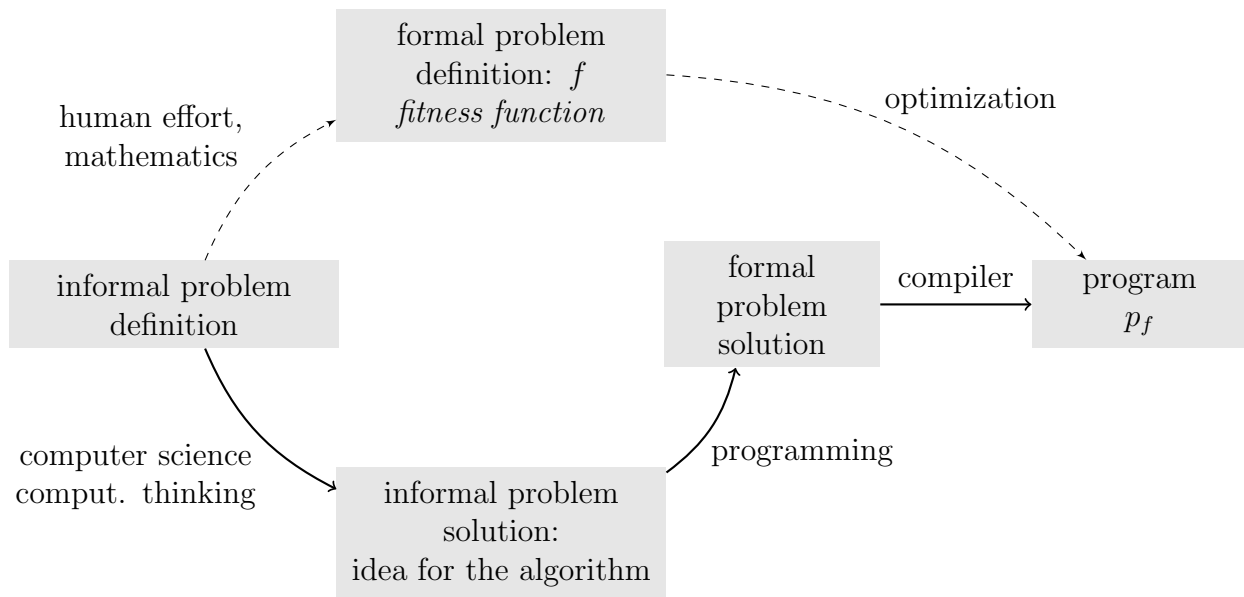 formal problem
definition: f
fitness function
optimization
human effort,
mathematics
informal problem
definition
formal
problem
solution
compiler
program
p_f
computer science
comput. thinking
programming
informal problem
solution:
idea for the algorithm